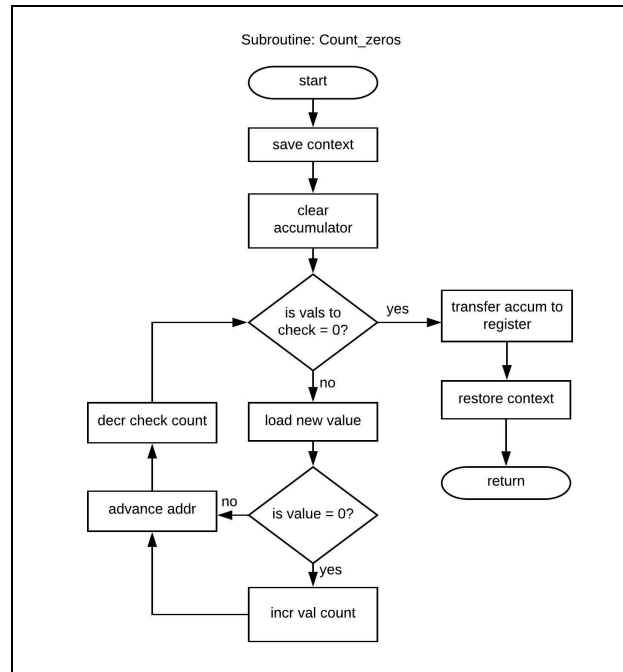 Subroutine: Count_zeros
start
save context
clear
accumulator
is vals to
check = 0?
yes
transfer accum to
register
no
restore context
decr check count
load new value
return
advance addr
no
is value = 0?
yes
incr val count